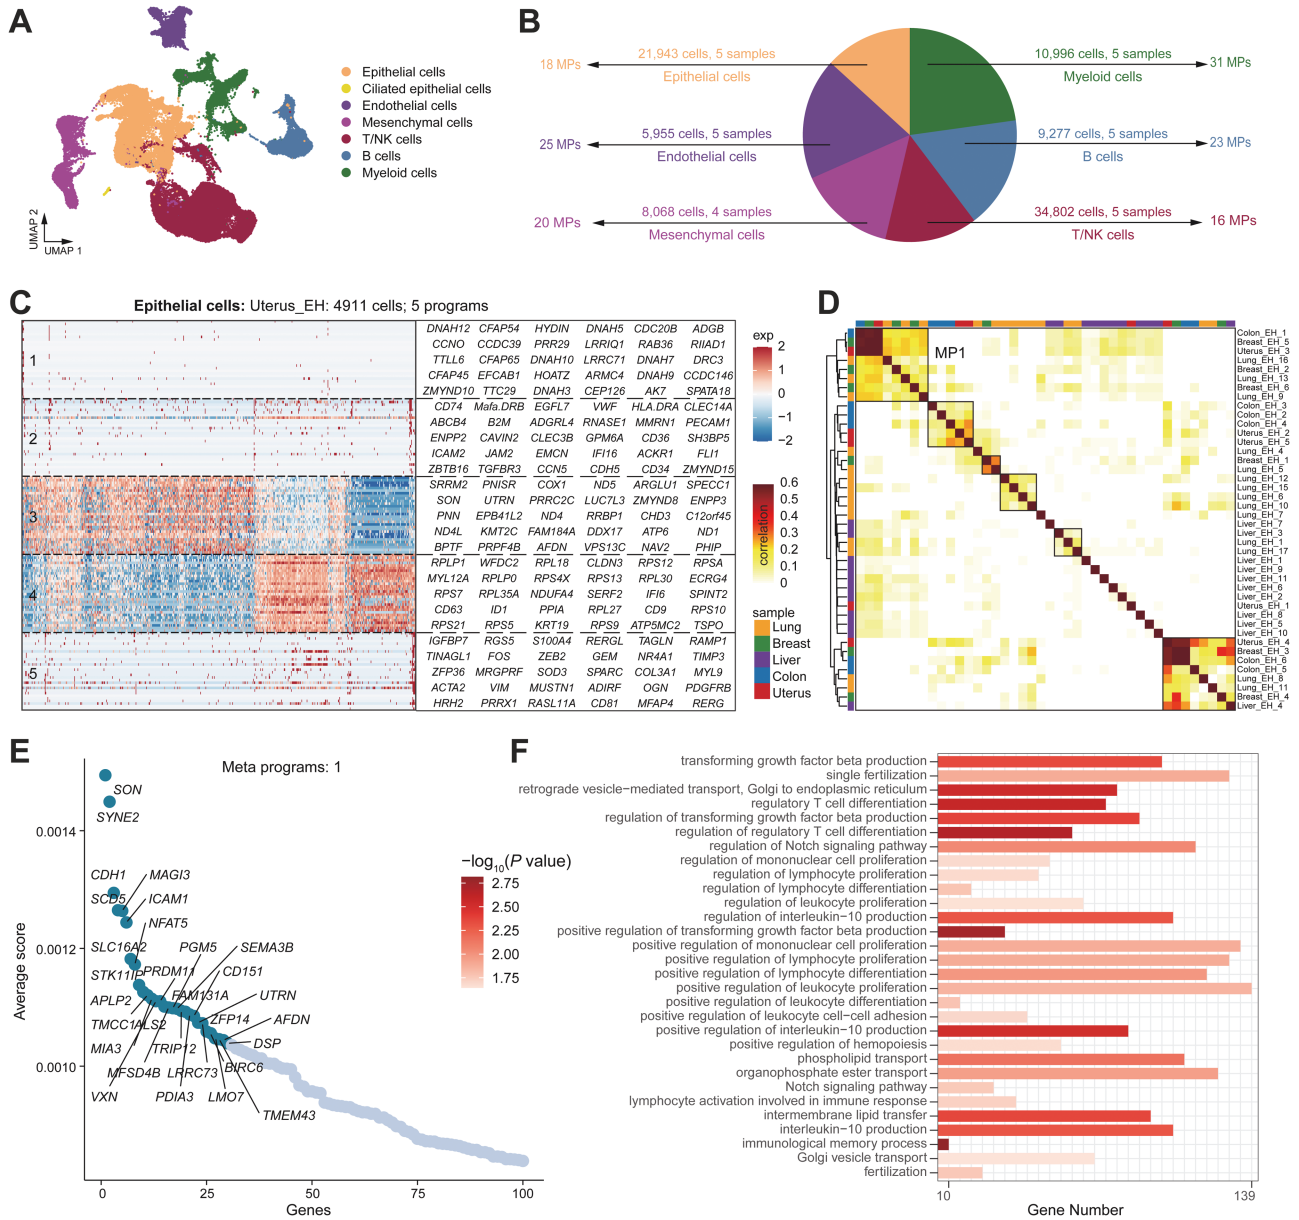 A
Epithelial cells
Ciliated epithelial cells
Endothelial cells
Mesenchymal cells
T/NK cells
B cells
Myeloid cells
UMAP 2
UMAP 1
B
18 MPs
21,943 cells, 5 samples
Epithelial cells
10,996 cells, 5 samples
Myeloid cells
31 MPs
25 MPs
5,955 cells, 5 samples
Endothelial cells
9,277 cells, 5 samples
B cells
23 MPs
20 MPs
8,068 cells, 4 samples
Mesenchymal cells
34,802 cells, 5 samples
T/NK cells
16 MPs
C
Epithelial cells: Uterus_EH: 4911 cells; 5 programs
1
DNAH12 CFAP54 HYDIN DNAH5 CDC20B ADGB
CCNO CCDC39 PRR29 LRRIQ1 RAB36 RIIAD1
TTLL6 CFAP65 DNAH10 LRRC71 DNAH7 DRC3
CFAP45 EFCAB1 HOATZ ARMC4 DNAH9 CCDC146
ZMYND10 TTC29 DNAH3 CEP126 AK7 SPATA18
2
CD74 Mafa.DRB EGFL7 VWF HLA.DRA CLEC14A
ABCB4 B2M ADGRL4 RNASE1 MMRN1 PECAM1
ENPP2 CAVIN2 CLEC3B GPM6A CD36 SH3BP5
ICAM2 JAM2 EMCN IFI16 ACKR1 FLI1
ZBTB16 TGFBR3 CCN5 CDH5 CD34 ZMYND15
3
SRRM2 PNISR COX1 ND5 ARGLU1 SPECC1
SON UTRN PRRC2C LUC7L3 ZMYND8 ENPP3
PNN EPB41L2 ND4 RRBP1 CHD3 C12orf45
ND4L KMT2C FAM184A DDX17 ATP6 ND1
BPTF PRPF4B AFDN VPS13C NAV2 PHIP
4
RPLP1 WFDC2 RPL18 CLDN3 RPS12 RPSA
MYL12A RPLP0 RPS4X RPS13 RPL30 ECRG4
RPS7 RPL35A NDUFA4 SERF2 IFI6 SPINT2
CD63 ID1 PPIA RPL27 CD9 RPS10
RPS21 RPS5 KRT19 RPS9 ATP5MC2 TSPO
5
IGFBP7 RGS5 S100A4 RERGL TAGLN RAMP1
TINAGL1 FOS ZEB2 GEM NR4A1 TIMP3
ZFP36 MRGPRF SOD3 SPARC COL3A1 MYL9
ACTA2 VIM MUSTN1 ADIRF OGN PDGFRB
HRH2 PRRX1 RASL11A CD81 MFAP4 RERG
exp
2
1
0
−1
−2
correlation
0.6
0.5
0.4
0.3
0.2
0.1
0
sample
Lung
Breast
Liver
Colon
Uterus
D
MP1
Colon_EH_1
Breast_EH_5
Uterus_EH_3
Lung_EH_16
Breast_EH_2
Lung_EH_13
Breast_EH_6
Lung_EH_9
Colon_EH_3
Colon_EH_2
Colon_EH_4
Uterus_EH_2
Uterus_EH_5
Lung_EH_4
Breast_EH_1
Lung_EH_5
Lung_EH_12
Lung_EH_15
Lung_EH_6
Lung_EH_10
Lung_EH_7
Liver_EH_7
Liver_EH_3
Lung_EH_1
Lung_EH_17
Liver_EH_1
Liver_EH_9
Liver_EH_11
Liver_EH_6
Liver_EH_2
Uterus_EH_1
Liver_EH_8
Liver_EH_5
Liver_EH_10
Uterus_EH_4
Breast_EH_3
Colon_EH_6
Colon_EH_5
Lung_EH_8
Lung_EH_11
Breast_EH_4
Liver_EH_4
E
Meta programs: 1
Average score
0.0014
0.0012
0.0010
SON
SYNE2
CDH1
MAGI3
SCD5
ICAM1
NFAT5
SLC16A2
PGM5
SEMA3B
STK11IP
PRDM11
CD151
APLP2
FAM131A
UTRN
TMCC1
ALS2
ZFP14
AFDN
MIA3
TRIP12
DSP
MFSD4B
LRRC73
BIRC6
VXN
PDIA3
LMO7
TMEM43
0
25
50
75
100
Genes
−log10(P value)
2.75
2.50
2.25
2.00
1.75
F
transforming growth factor beta production
single fertilization
retrograde vesicle−mediated transport, Golgi to endoplasmic reticulum
regulatory T cell differentiation
regulation of transforming growth factor beta production
regulation of regulatory T cell differentiation
regulation of Notch signaling pathway
regulation of mononuclear cell proliferation
regulation of lymphocyte proliferation
regulation of lymphocyte differentiation
regulation of leukocyte proliferation
regulation of interleukin−10 production
positive regulation of transforming growth factor beta production
positive regulation of mononuclear cell proliferation
positive regulation of lymphocyte proliferation
positive regulation of lymphocyte differentiation
positive regulation of leukocyte proliferation
positive regulation of leukocyte differentiation
positive regulation of leukocyte cell−cell adhesion
positive regulation of interleukin−10 production
positive regulation of hemopoiesis
phospholipid transport
organophosphate ester transport
Notch signaling pathway
lymphocyte activation involved in immune response
intermembrane lipid transfer
interleukin−10 production
immunological memory process
Golgi vesicle transport
fertilization
10
139
Gene Number